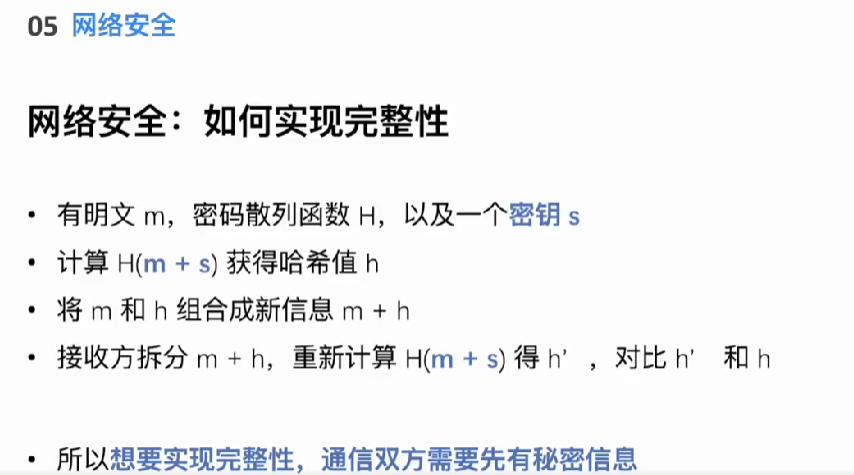 05 网络安全
网络安全：如何实现完整性
• 有明文 m，密码散列函数 H，以及一个密钥 s
• 计算 H(m + s) 获得哈希值 h
• 将 m 和 h 组合成新信息 m + h
• 接收方拆分 m + h，重新计算 H(m + s) 得 h’ ，对比 h’ 和 h
• 所以想要实现完整性，通信双方需要先有秘密信息